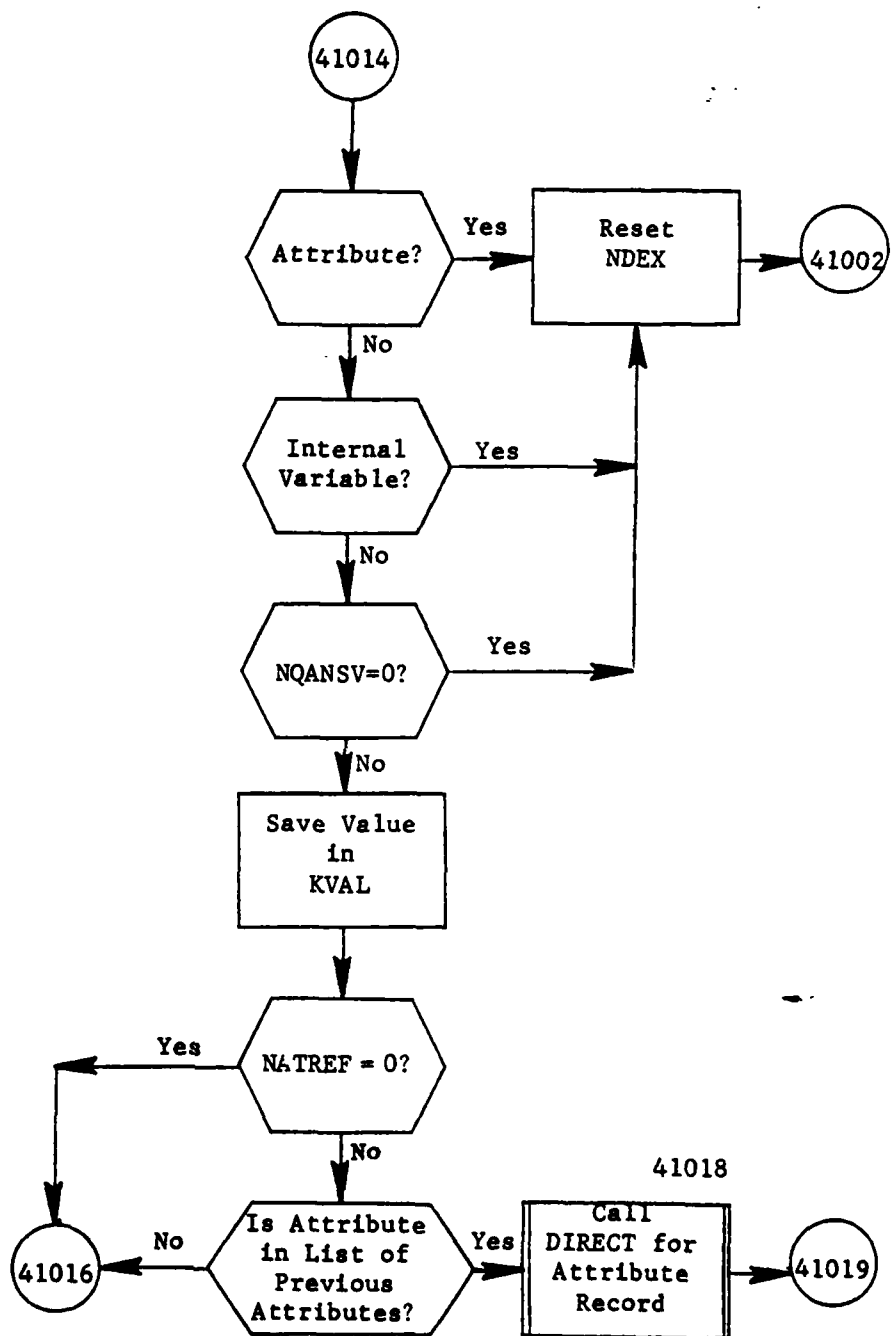 41014
Attribute?
Yes
Reset
NDEX
41002
No
Internal
Variable?
Yes
No
NQANSV=0?
Yes
No
Save Value
in
KVAL
Yes
NATREF = 0?
No
41018
41016
No
Is Attribute
in List of
Previous
Attributes?
Yes
Call
DIRECT for
Attribute
Record
41019